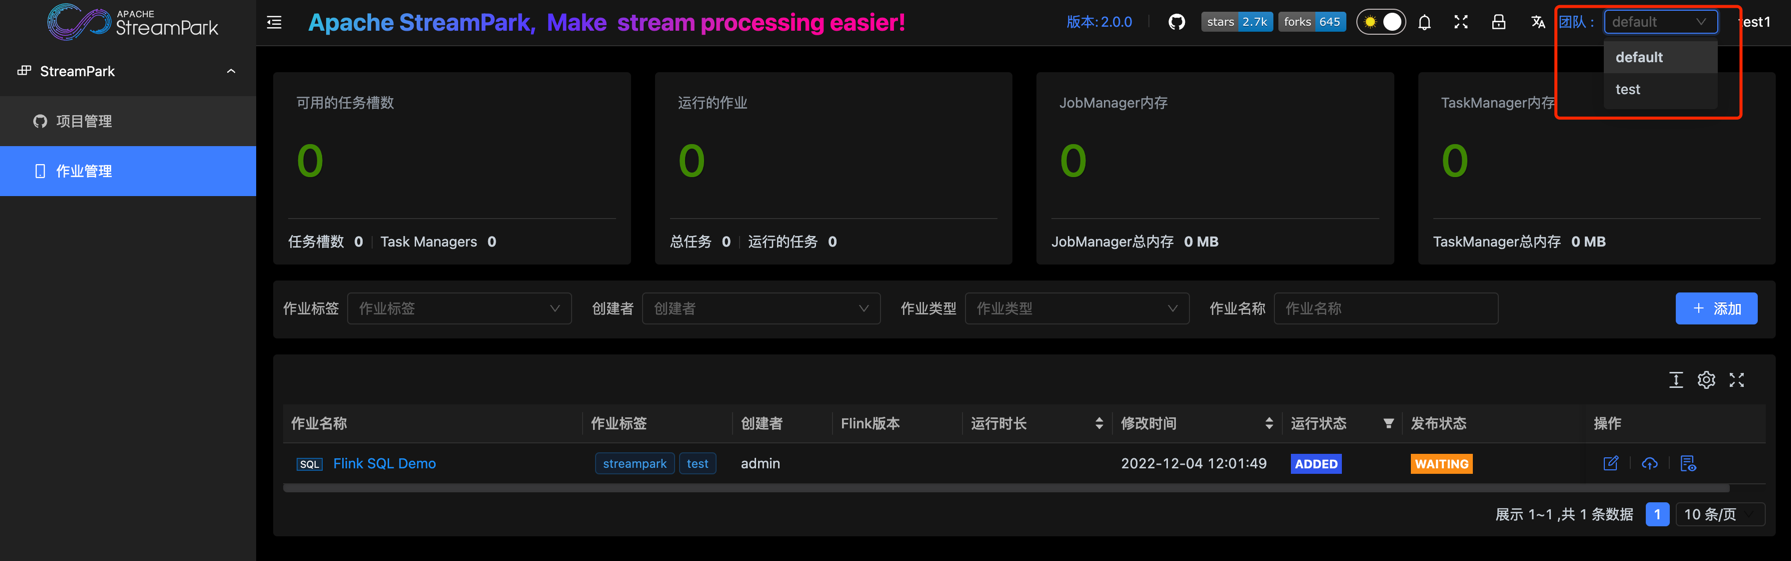 APACHE
StreamPark
Apache StreamPark, Make stream processing easier!
版本: 2.0.0
stars 2.7k
forks 645
团队 :
default
test1
default
test
StreamPark
项目管理
作业管理
可用的任务槽数
0
任务槽数 0 Task Managers 0
运行的作业
0
总任务 0 运行的任务 0
JobManager内存
0
JobManager总内存 0 MB
TaskManager内存
0
TaskManager总内存 0 MB
作业标签 作业标签 创建者 创建者 作业类型 作业类型 作业名称 作业名称 + 添加
作业名称 作业标签 创建者 Flink版本 运行时长 修改时间 运行状态 发布状态 操作
SQL Flink SQL Demo streampark test admin 2022-12-04 12:01:49 ADDED WAITING
展示 1~1 ,共 1 条数据 1 10 条/页